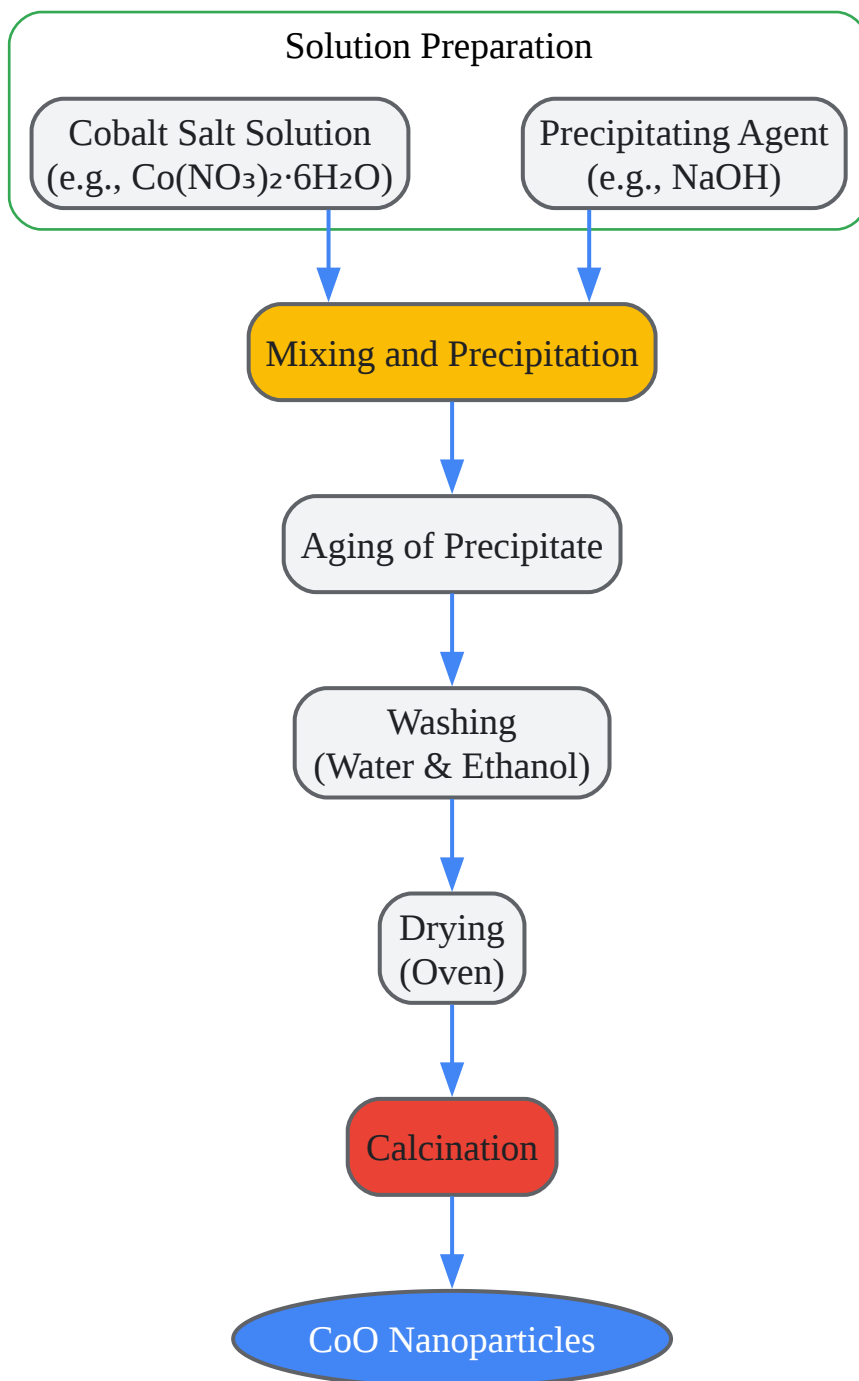 Solution Preparation
Cobalt Salt Solution
(e.g., Co(NO₃)₂·6H₂O)
Precipitating Agent
(e.g., NaOH)
Mixing and Precipitation
Aging of Precipitate
Washing
(Water & Ethanol)
Drying
(Oven)
Calcination
CoO Nanoparticles